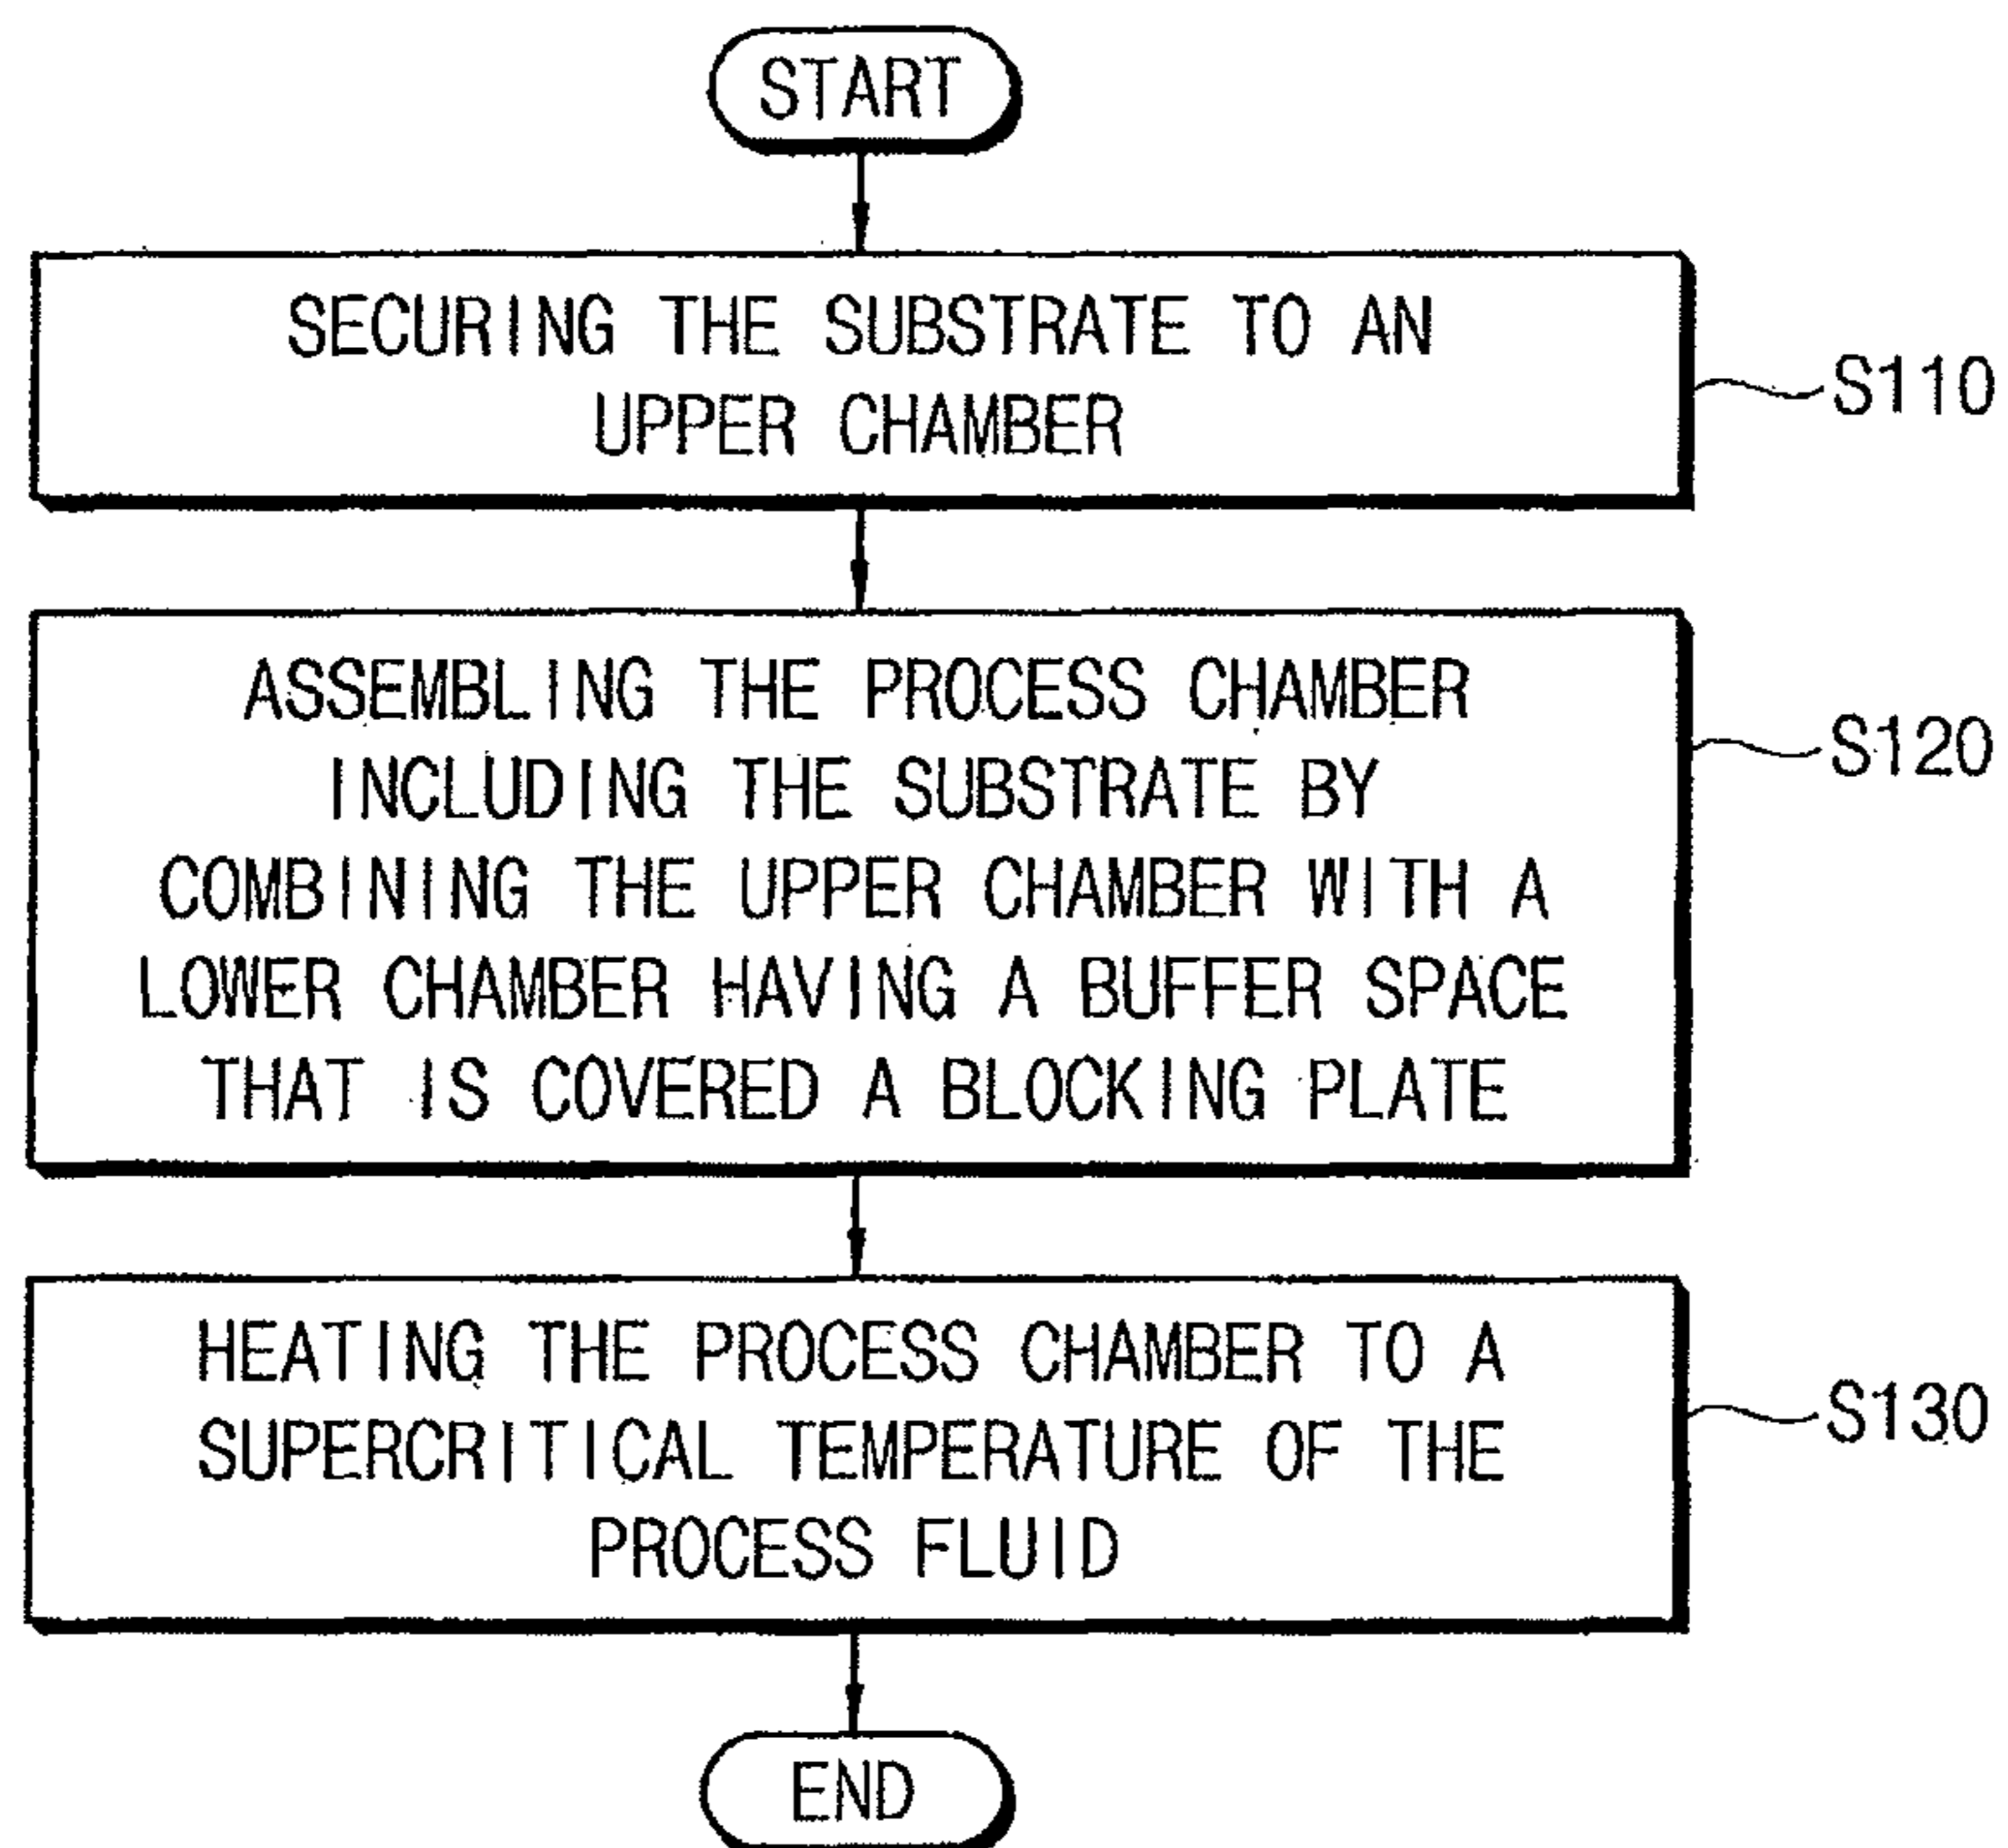 START
SECURING THE SUBSTRATE TO AN
UPPER CHAMBER
S110
ASSEMBLING THE PROCESS CHAMBER
INCLUDING THE SUBSTRATE BY
COMBINING THE UPPER CHAMBER WITH A
LOWER CHAMBER HAVING A BUFFER SPACE
THAT IS COVERED A BLOCKING PLATE
S120
HEATING THE PROCESS CHAMBER TO A
SUPERCRITICAL TEMPERATURE OF THE
PROCESS FLUID
S130
END